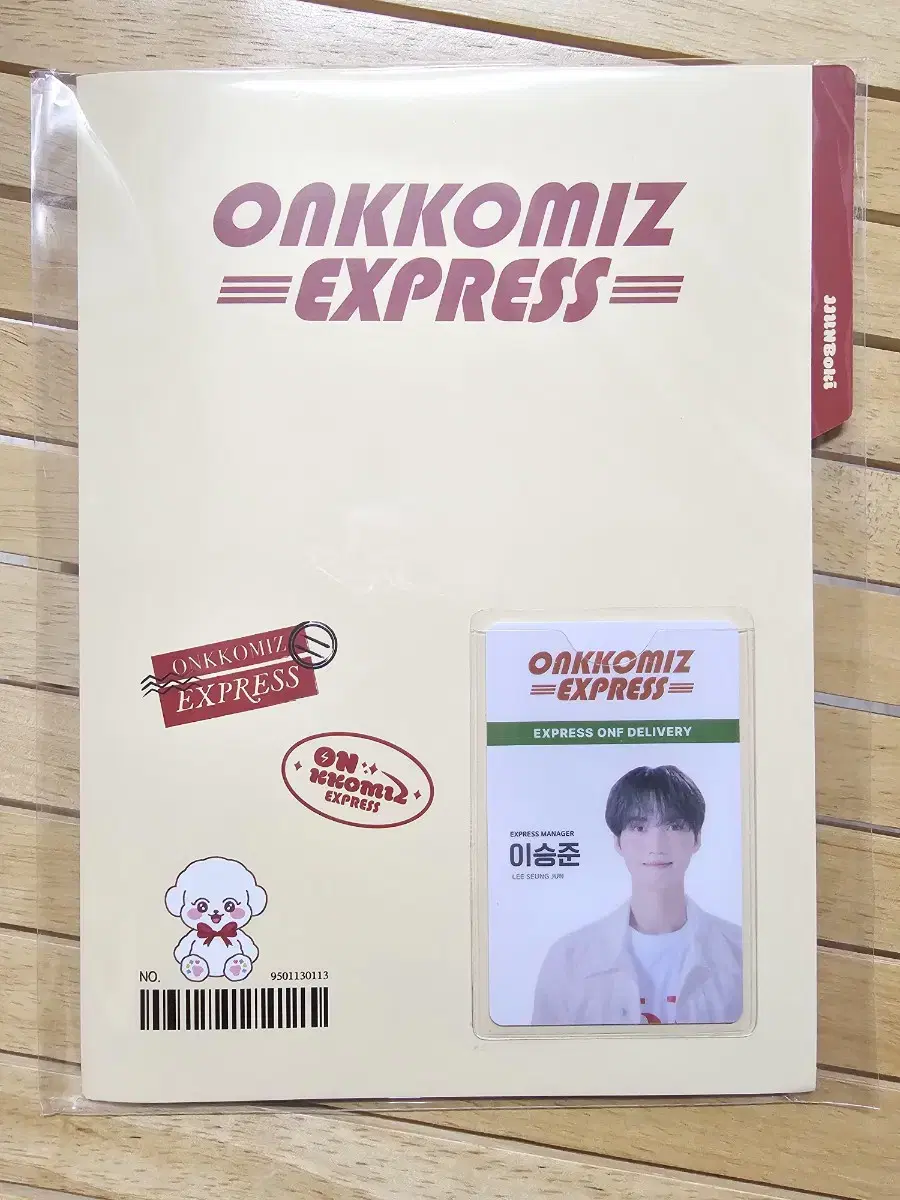 ONKKOMIZ
EXPRESS
JJUNBOKI
ONKKOMIZ
EXPRESS
ON
KKOMIZ
EXPRESS
NO. 9501130113
ONKKOMIZ
EXPRESS
EXPRESS ONF DELIVERY
EXPRESS MANAGER
이승준
LEE SEUNG JUN